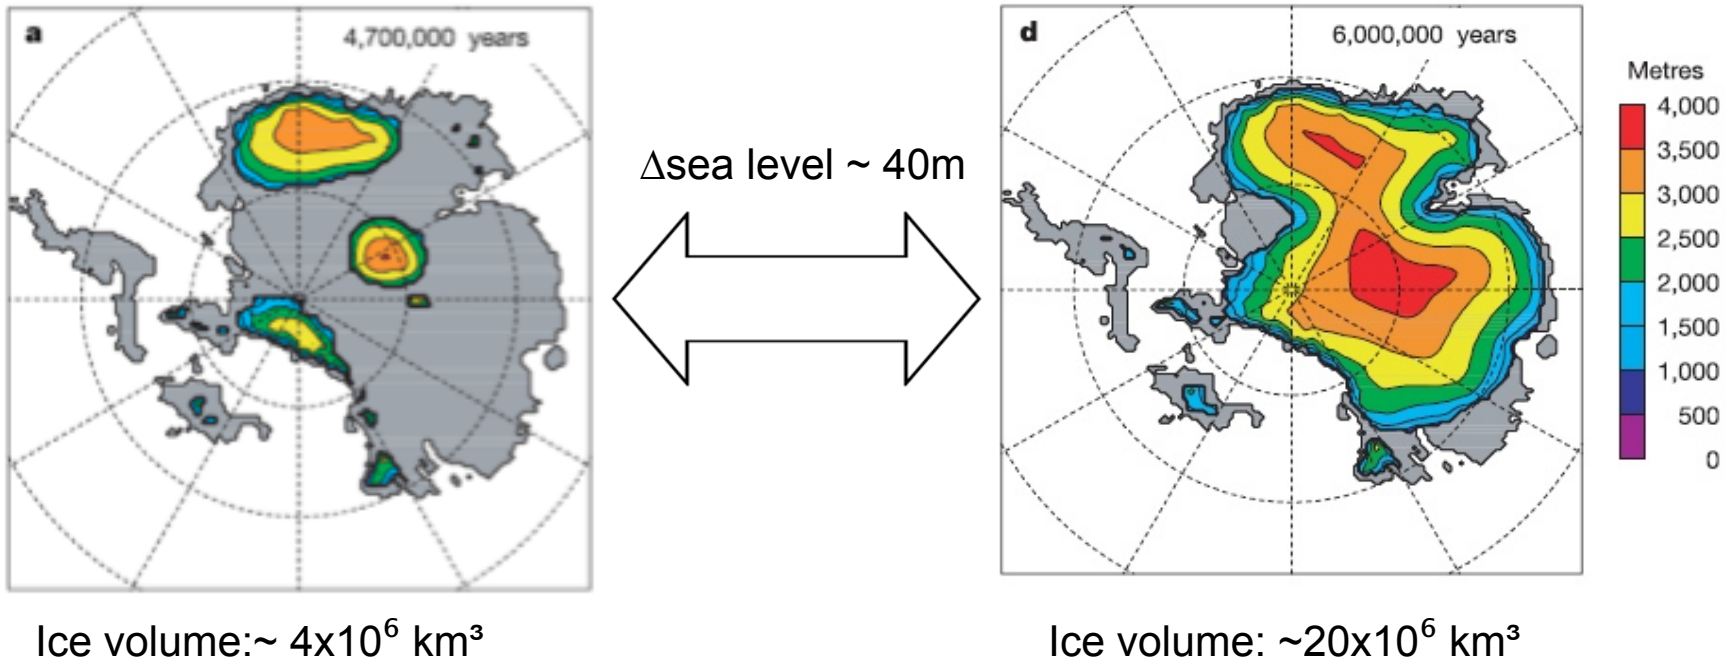 a
4,700,000 years
Δsea level ~ 40m
d
6,000,000 years
Metres
4,000
3,500
3,000
2,500
2,000
1,500
1,000
500
0
Ice volume:~ 4x10⁶ km³
Ice volume: ~20x10⁶ km³